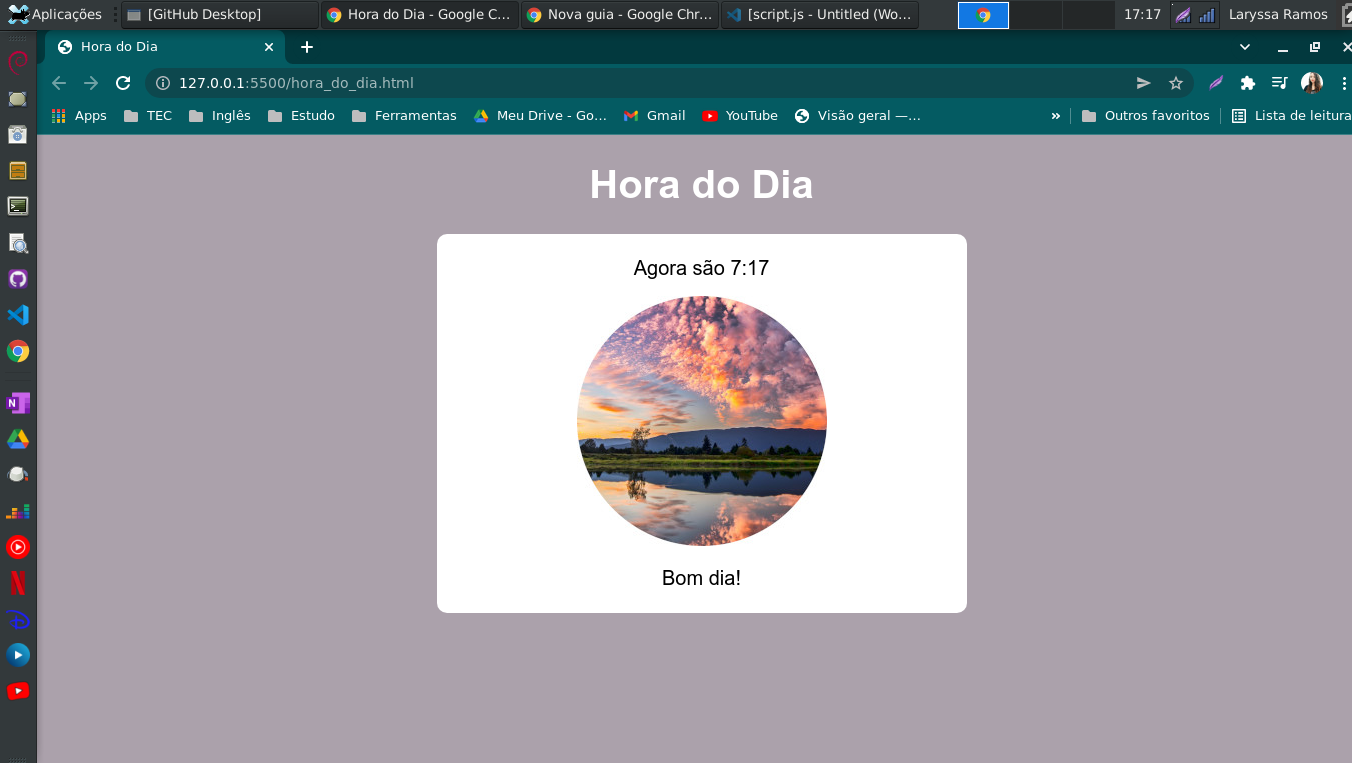 Aplicações [GitHub Desktop] Hora do Dia - Google C... Nova guia - Google Chr... [script.js - Untitled (Wo... 17:17 Laryssa Ramos
Hora do Dia
127.0.0.1:5500/hora_do_dia.html
Apps TEC Inglês Estudo Ferramentas Meu Drive - Go... Gmail YouTube Visão geral —... » Outros favoritos Lista de leitura
Hora do Dia
Agora são 7:17
Bom dia!